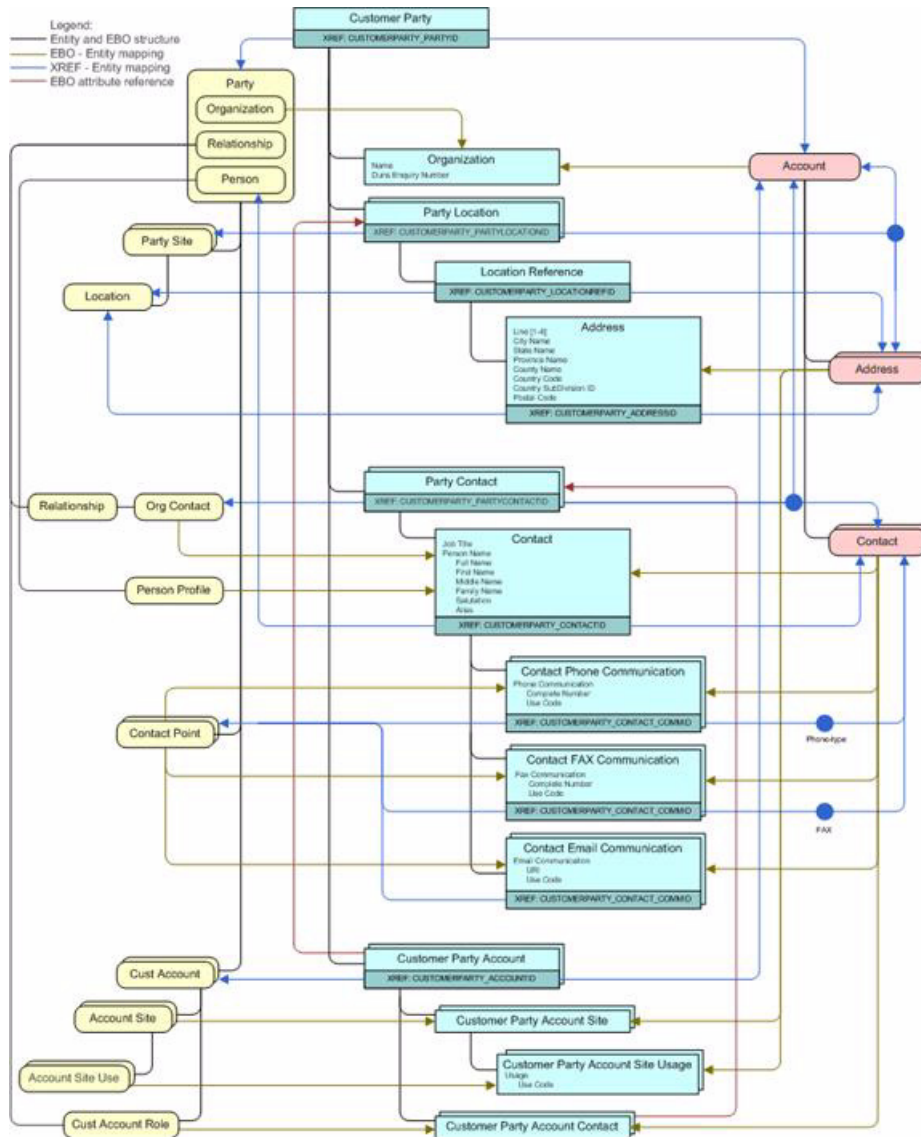 Legend:
Entity and EBO structure
EBO - Entity mapping
XREF - Entity mapping
EBO attribute reference
Customer Party
XREF: CUSTOMERPARTY_PARTYID
Party
Organization
Relationship
Person
Organization
Name
Duns Enquiry Number
Account
Party Location
XREF: CUSTOMERPARTY_PARTYLOCATIONID
Party Site
Location Reference
XREF: CUSTOMERPARTY_LOCATIONREFID
Location
Address
Line [1-4]
City Name
State Name
Province Name
County Name
Country Code
Country SubDivision ID
Postal Code
XREF: CUSTOMERPARTY_ADDRESSID
Address
Party Contact
XREF: CUSTOMERPARTY_PARTYCONTACTID
Relationship
Org Contact
Contact
Job Title
Person Name
Full Name
First Name
Middle Name
Family Name
Salutation
Alias
XREF: CUSTOMERPARTY_CONTACTID
Contact
Person Profile
Contact Phone Communication
Phone Communication
Complete Number
Use Code
XREF: CUSTOMERPARTY_CONTACT_COMMID
Phone-type
Contact Point
Contact FAX Communication
Fax Communication
Complete Number
Use Code
XREF: CUSTOMERPARTY_CONTACT_COMMID
FAX
Contact Email Communication
Email Communication
URI
Use Code
XREF: CUSTOMERPARTY_CONTACT_COMMID
Customer Party Account
XREF: CUSTOMERPARTY_ACCOUNTID
Cust Account
Account Site
Customer Party Account Site
Account Site Use
Customer Party Account Site Usage
Usage
Use Code
Cust Account Role
Customer Party Account Contact